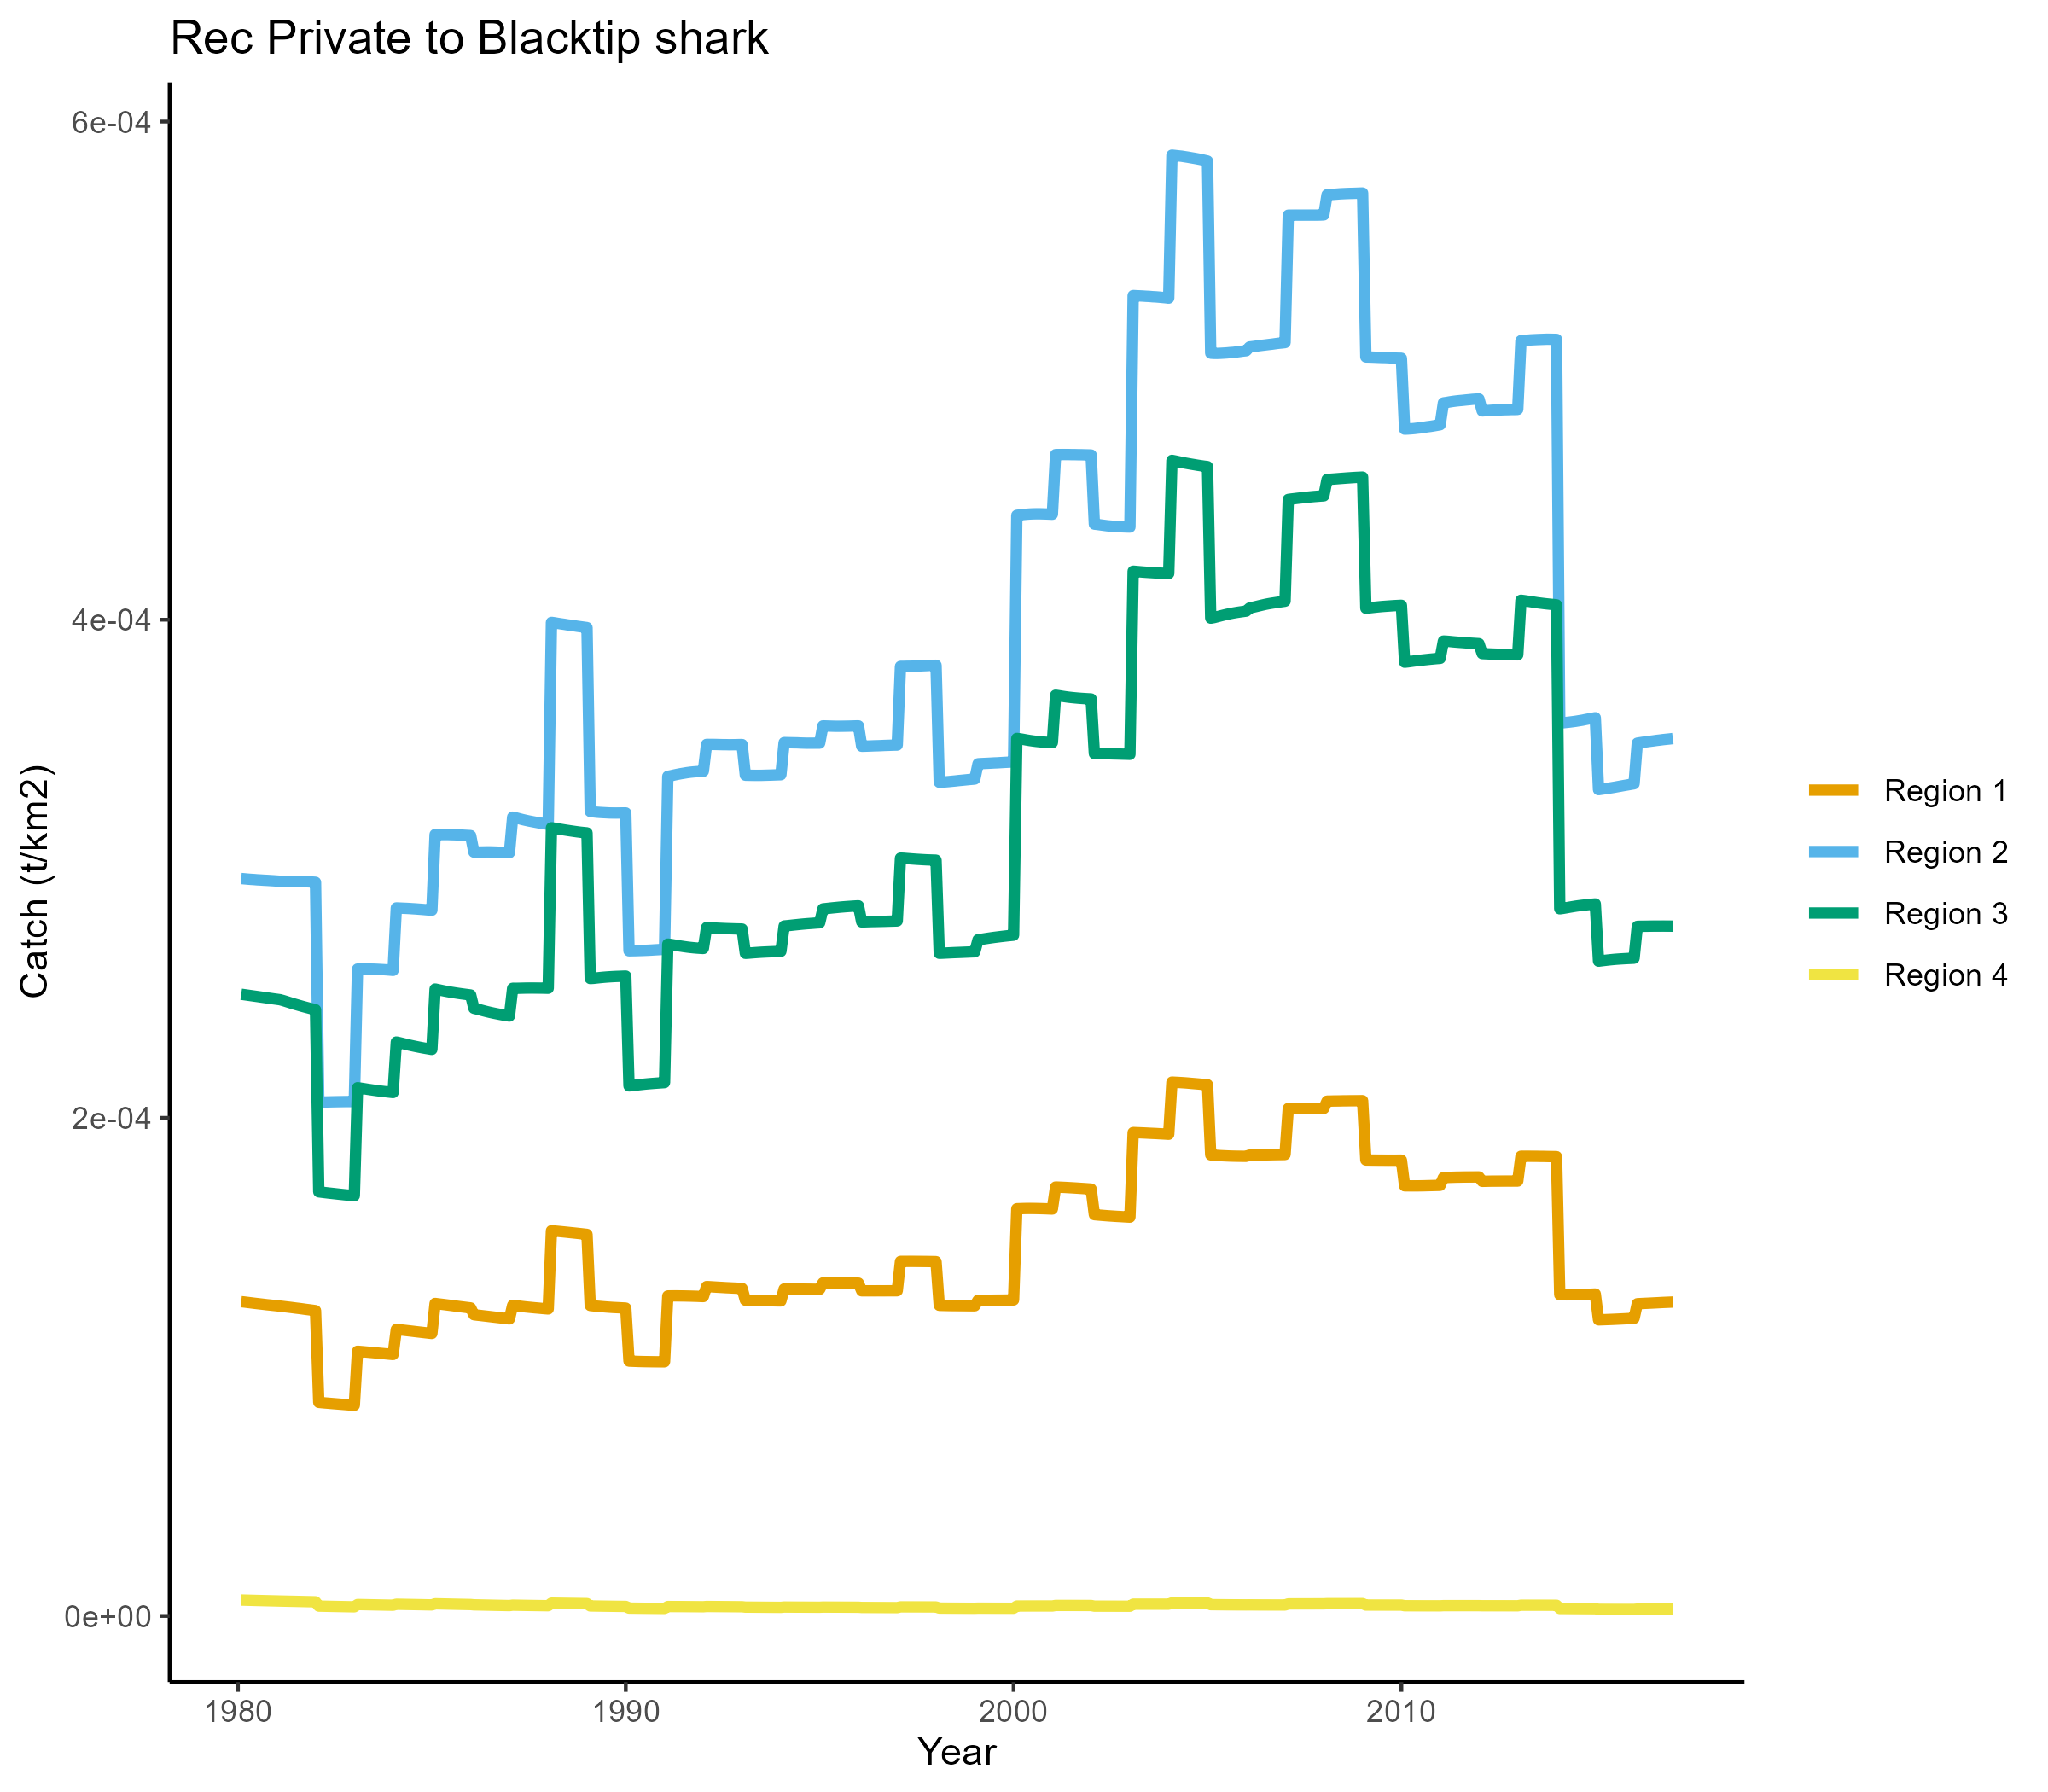 Rec Private to Blacktip shark
6e-04
4e-04
2e-04
0e+00
Catch (t/km2)
1980
1990
2000
2010
Year
Region 1
Region 2
Region 3
Region 4